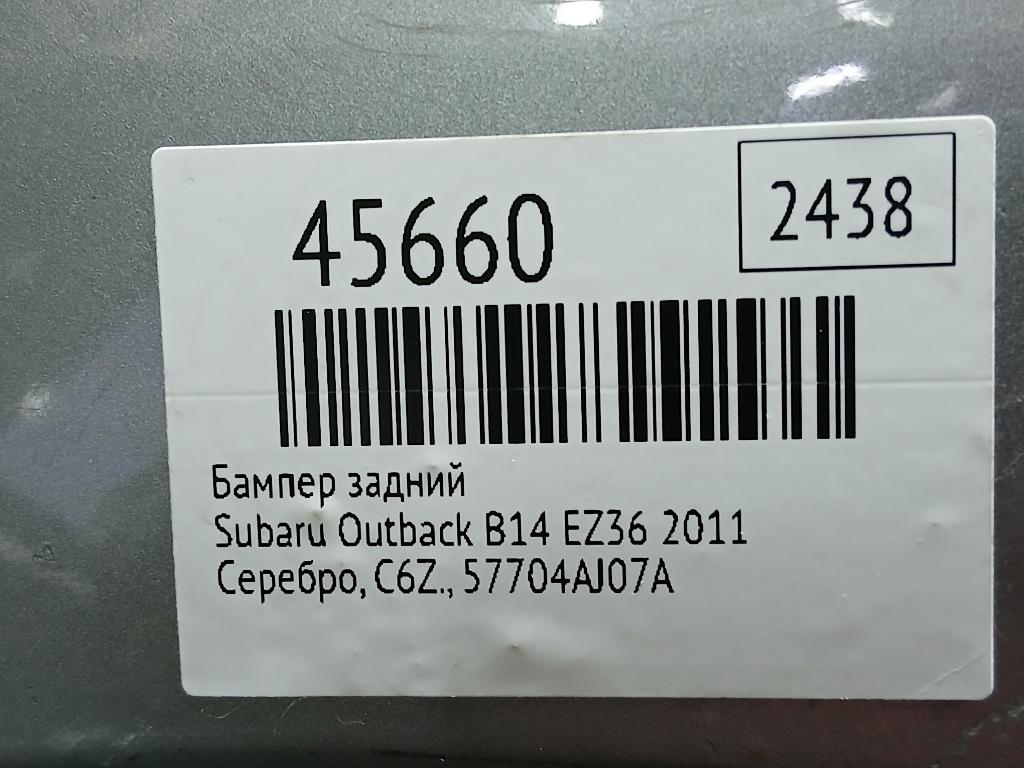 45660
2438
Бампер задний
Subaru Outback B14 EZ36 2011
Серебро, C6Z., 57704AJ07A